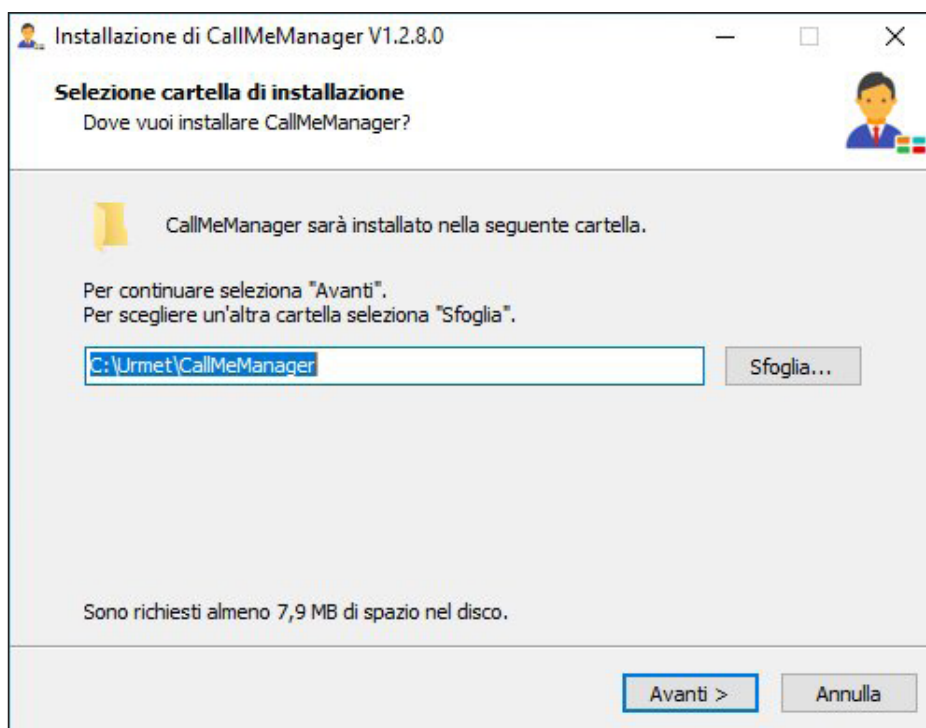 Installazione di CallMeManager V1.2.8.0
Selezione cartella di installazione
Dove vuoi installare CallMeManager?
CallMeManager sarà installato nella seguente cartella.
Per continuare seleziona "Avanti".
Per scegliere un'altra cartella seleziona "Sfoglia".
C:\Urmet\CallMeManager
Sfoglia...
Sono richiesti almeno 7,9 MB di spazio nel disco.
Avanti >
Annulla